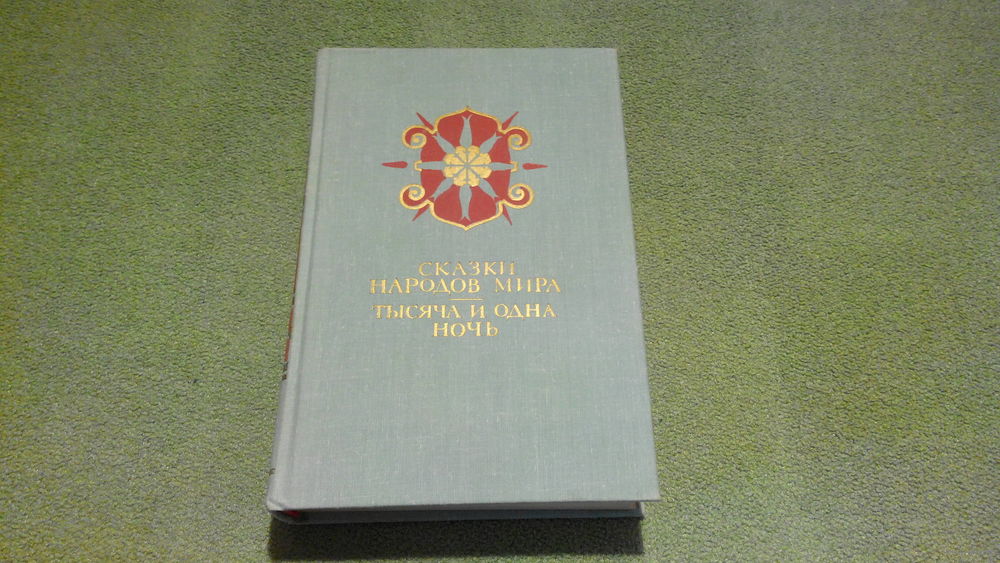 СКАЗКИ
НАРОДОВ МИРА
ТЫСЯЧА И ОДНА
НОЧЬ